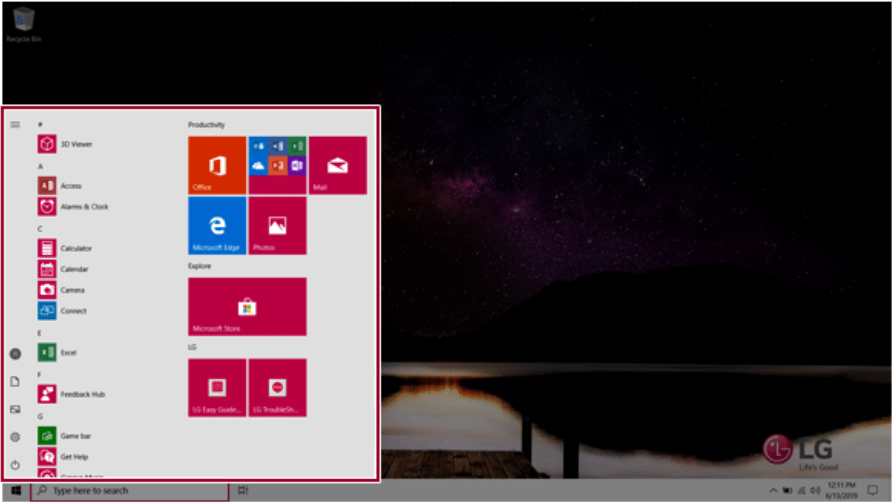 Recycle Bin
#
3D Viewer
A
Access
Alarms & Clock
C
Calculator
Calendar
Camera
Connect
E
Excel
F
Feedback Hub
G
Game bar
Get Help
Productivity
Office
Mail
Microsoft Edge
Photos
Explore
Microsoft Store
LG
LG Easy Guide...
LG TroubleSh...
LG
Life's Good
Type here to search
12:11 PM
6/13/2019